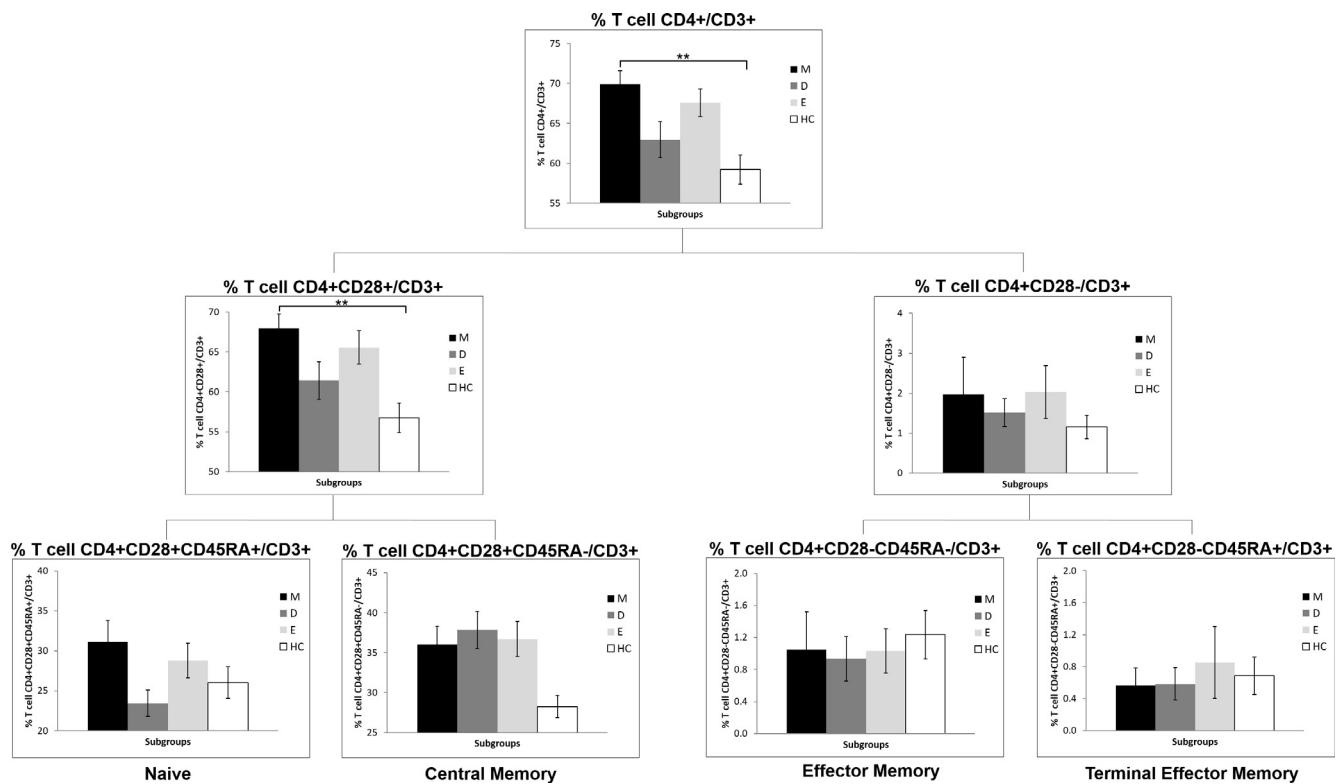 % T cell CD4+/CD3+
**
75
70
65
60
55
% T cell CD4+/CD3+
M
D
E
HC
Subgroups
% T cell CD4+CD28+/CD3+
**
70
65
60
55
50
% T cell CD4+CD28+/CD3+
M
D
E
HC
Subgroups
% T cell CD4+CD28-/CD3+
4
3
2
1
0
% T cell CD4+CD28-/CD3+
M
D
E
HC
Subgroups
% T cell CD4+CD28+CD45RA+/CD3+
40
35
30
25
20
% T cell CD4+CD28+CD45RA+/CD3+
M
D
E
HC
Subgroups
Naive
% T cell CD4+CD28+CD45RA-/CD3+
45
40
35
30
25
% T cell CD4+CD28+CD45RA-/CD3+
M
D
E
HC
Subgroups
Central Memory
% T cell CD4+CD28-CD45RA-/CD3+
2.0
1.6
1.2
0.8
0.4
0.0
% T cell CD4+CD28-CD45RA-/CD3+
M
D
E
HC
Subgroups
Effector Memory
% T cell CD4+CD28-CD45RA+/CD3+
2.0
1.6
1.2
0.8
0.4
0.0
% T cell CD4+CD28-CD45RA+/CD3+
M
D
E
HC
Subgroups
Terminal Effector Memory